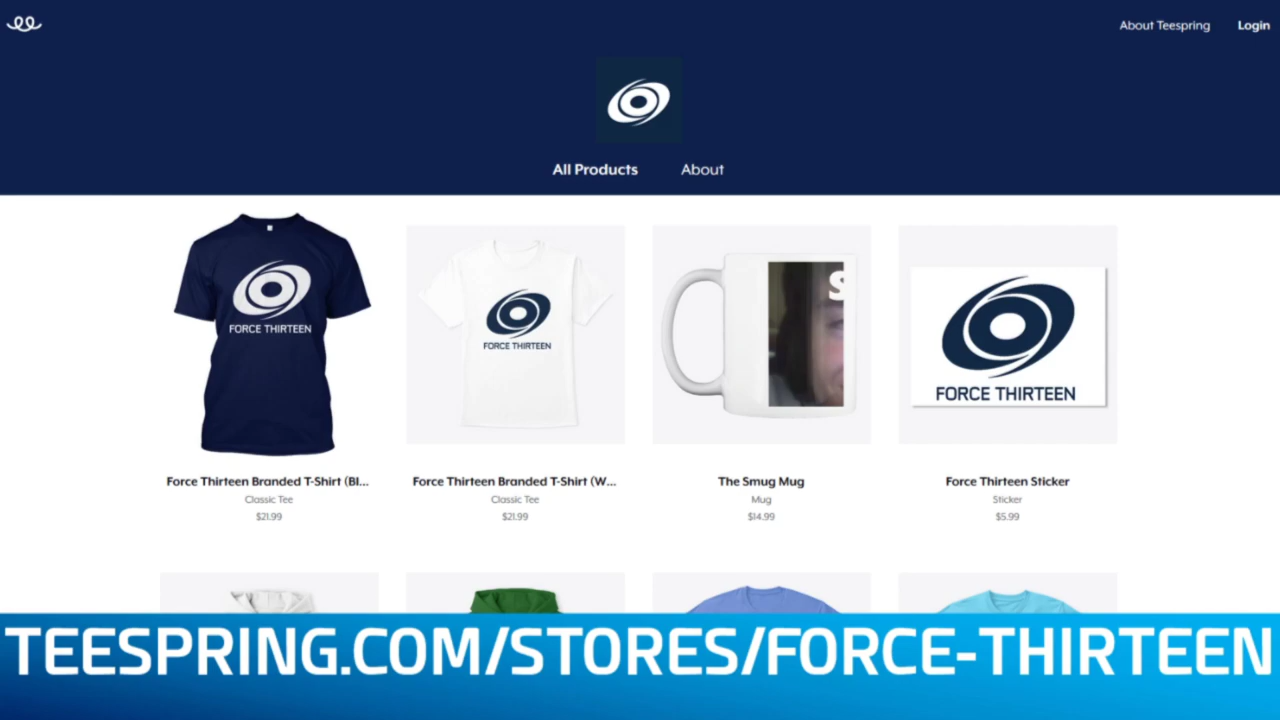 About Teespring Login
All Products About
FORCE THIRTEEN
FORCE THIRTEEN
S
FORCE THIRTEEN
Force Thirteen Branded T-Shirt (Bl... Force Thirteen Branded T-Shirt (W... The Smug Mug Force Thirteen Sticker
Classic Tee Classic Tee Mug Sticker
$21.99 $21.99 $14.99 $5.99
TEESPRING.COM/STORES/FORCE-THIRTEEN